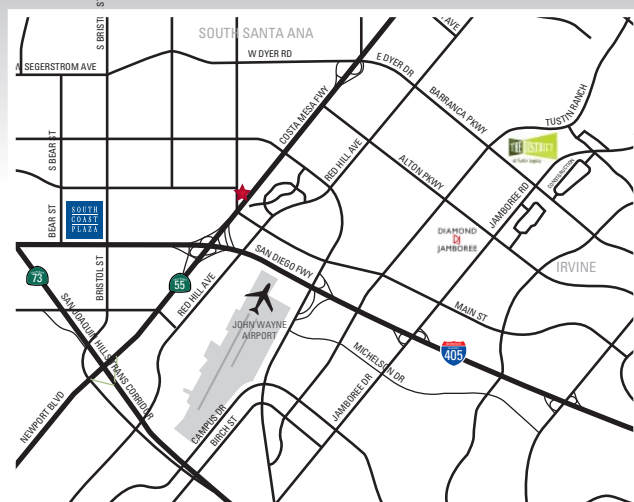 S BRISTOL S
SOUTH SANTA ANA
W DYER RD
W SEGERSTROM AVE
AVE
E DYER DR
COSTA MESA FWY
BARRANCA PKWY
TUSTIN RANCH
S BEAR ST
RED HILL AVE
ALTON PKWY
THE DISTRICT
CONSTRUCTION
JAMBOREE RD
BEAR ST
SOUTH
COAST
PLAZA
DIAMOND
DJ
JAMBOREE
BRISTOL ST
SAN DIEGO FWY
IRVINE
73
55
RED HILL AVE
MAIN ST
SAN JOAQUIN HILLS TRANS CORRIDOR
JOHN WAYNE
AIRPORT
405
MICHELSON DR
JAMBOREE DR
NEWPORT BLVD
CAMPUS DR
BIRCH ST